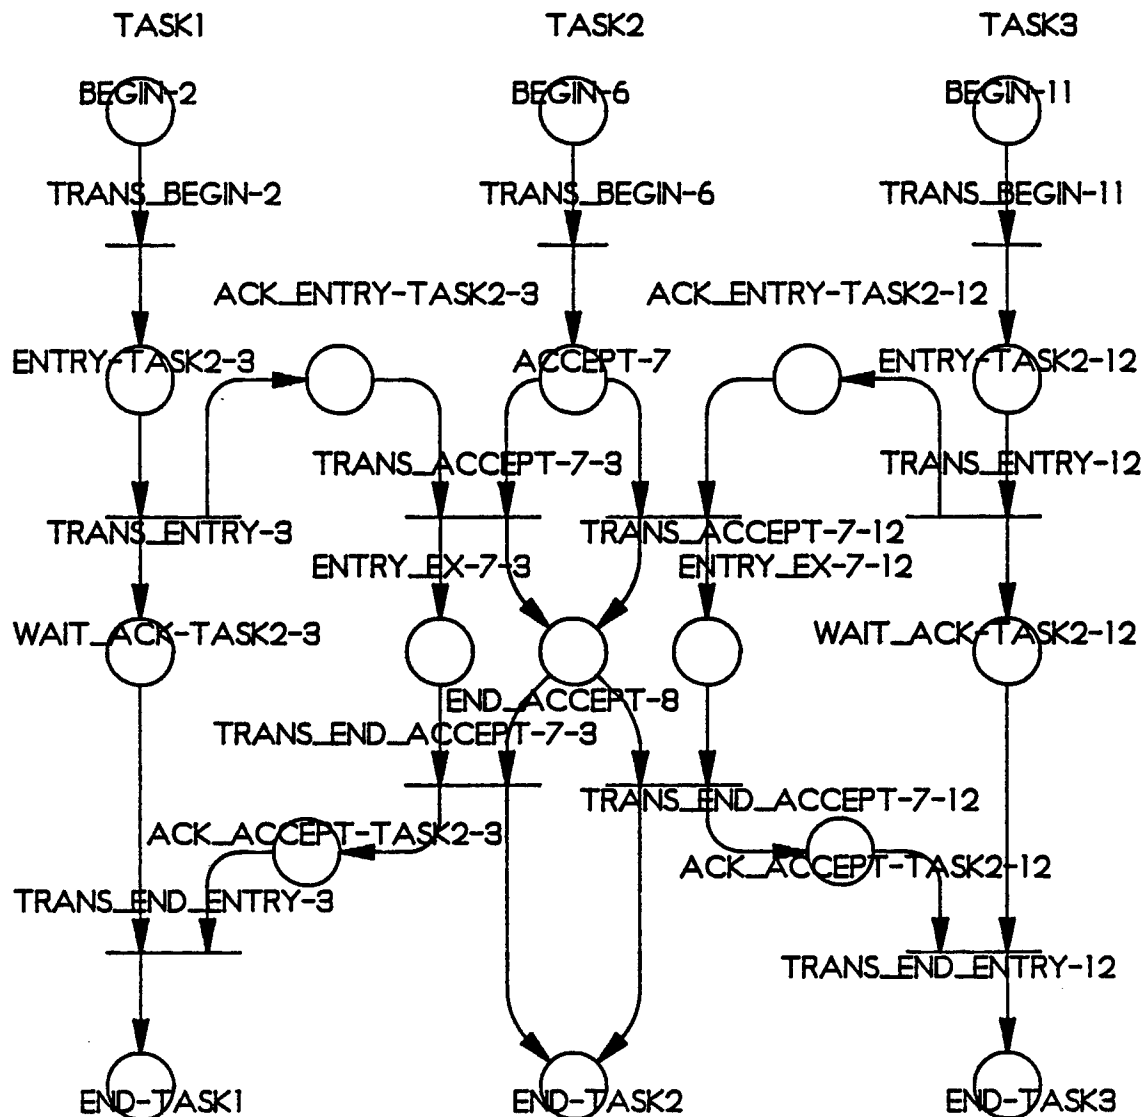 TASK1 TASK2 TASK3
BEGIN-2 BEGIN-6 BEGIN-11
TRANS_BEGIN-2 TRANS_BEGIN-6 TRANS_BEGIN-11
ACK_ENTRY-TASK2-3 ACK_ENTRY-TASK2-12
ENTRY-TASK2-3 ACCEPT-7 ENTRY-TASK2-12
TRANS_ACCEPT-7-3 TRANS_ENTRY-12
TRANS_ENTRY-3 TRANS_ACCEPT-7-12
ENTRY_EX-7-3 ENTRY_EX-7-12
WAIT_ACK-TASK2-3 WAIT_ACK-TASK2-12
END_ACCEPT-8
TRANS_END_ACCEPT-7-3
TRANS_END_ACCEPT-7-12
ACK_ACCEPT-TASK2-3
ACK_ACCEPT-TASK2-12
TRANS_END_ENTRY-3
TRANS_END_ENTRY-12
END-TASK1 END-TASK2 END-TASK3